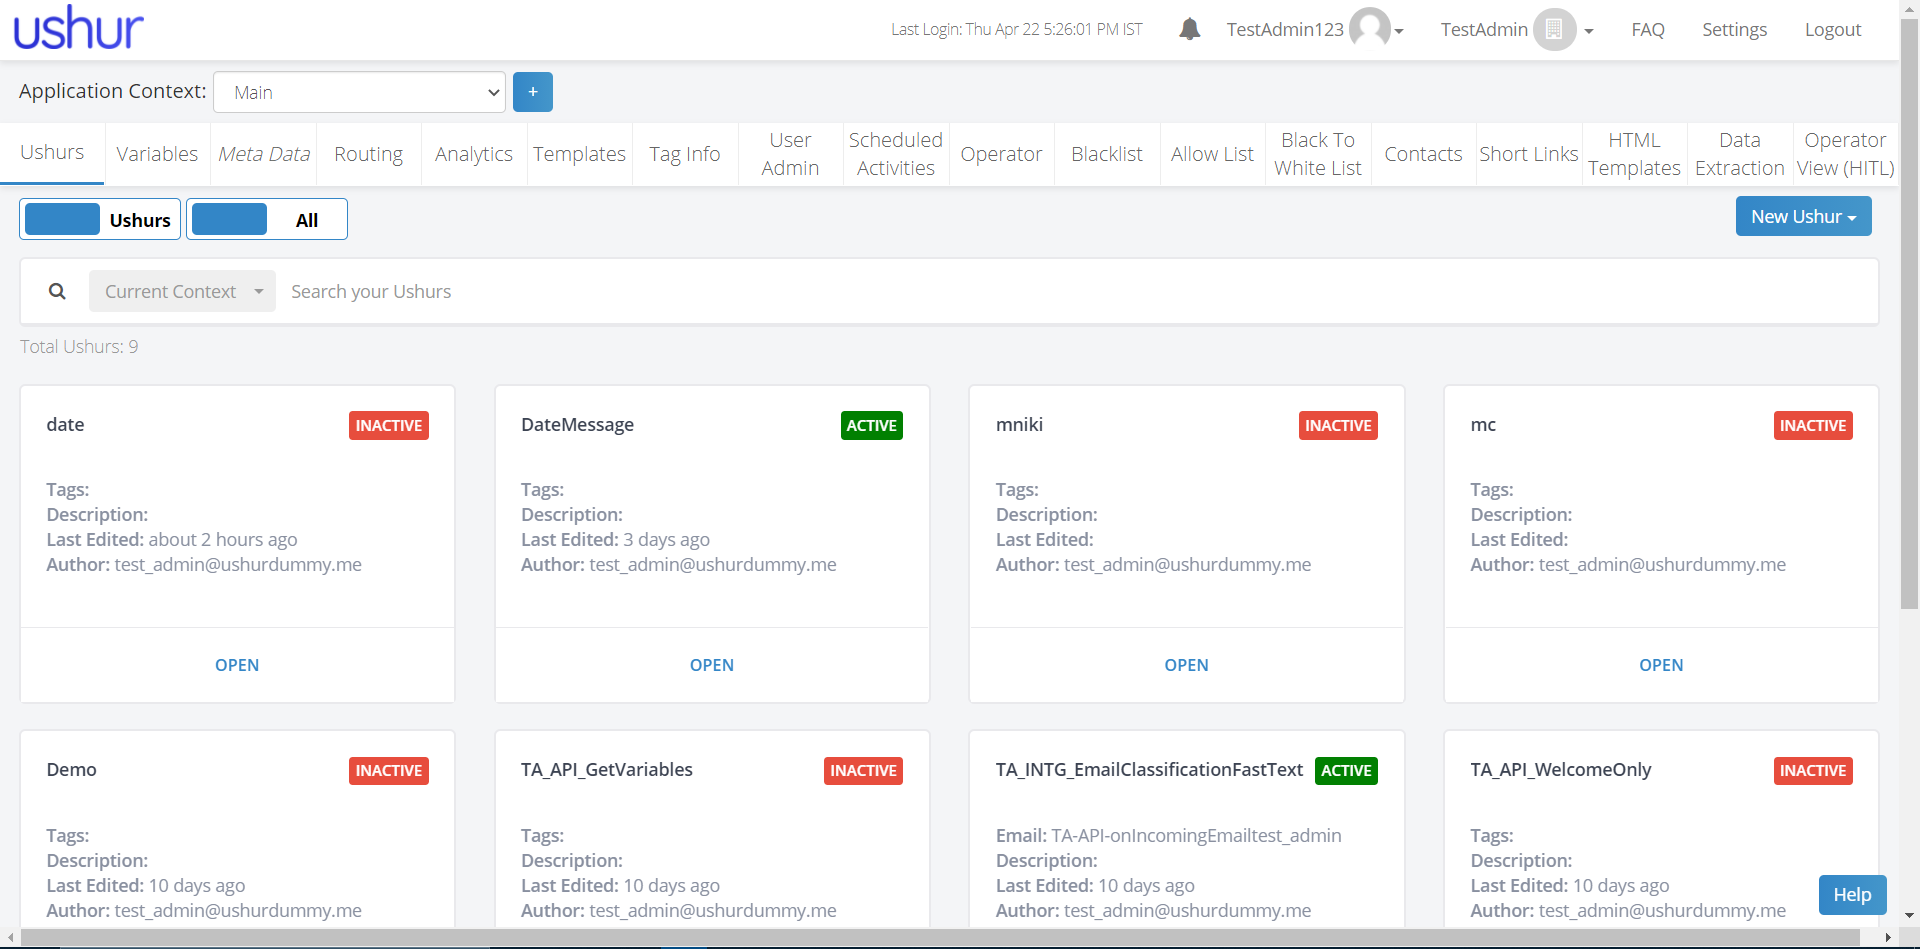 ushur
Last Login: Thu Apr 22 5:26:01 PM IST
TestAdmin123
TestAdmin
FAQ
Settings
Logout
Application Context:
Main
+
Ushurs
Variables
Meta Data
Routing
Analytics
Templates
Tag Info
User
Admin
Scheduled
Activities
Operator
Blacklist
Allow List
Black To
White List
Contacts
Short Links
HTML
Templates
Data
Extraction
Operator
View (HITL)
Ushurs
All
New Ushur
Current Context
Search your Ushurs
Total Ushurs: 9
date
INACTIVE
Tags:
Description:
Last Edited: about 2 hours ago
Author: test_admin@ushurdummy.me
OPEN
DateMessage
ACTIVE
Tags:
Description:
Last Edited: 3 days ago
Author: test_admin@ushurdummy.me
OPEN
mniki
INACTIVE
Tags:
Description:
Last Edited:
Author: test_admin@ushurdummy.me
OPEN
mc
INACTIVE
Tags:
Description:
Last Edited:
Author: test_admin@ushurdummy.me
OPEN
Demo
INACTIVE
Tags:
Description:
Last Edited: 10 days ago
Author: test_admin@ushurdummy.me
TA_API_GetVariables
INACTIVE
Tags:
Description:
Last Edited: 10 days ago
Author: test_admin@ushurdummy.me
TA_INTG_EmailClassificationFastText
ACTIVE
Email: TA-API-onIncomingEmailtest_admin
Description:
Last Edited: 10 days ago
Author: test_admin@ushurdummy.me
TA_API_WelcomeOnly
INACTIVE
Tags:
Description:
Last Edited: 10 days ago
Author: test_admin@ushurdummy.me
Help